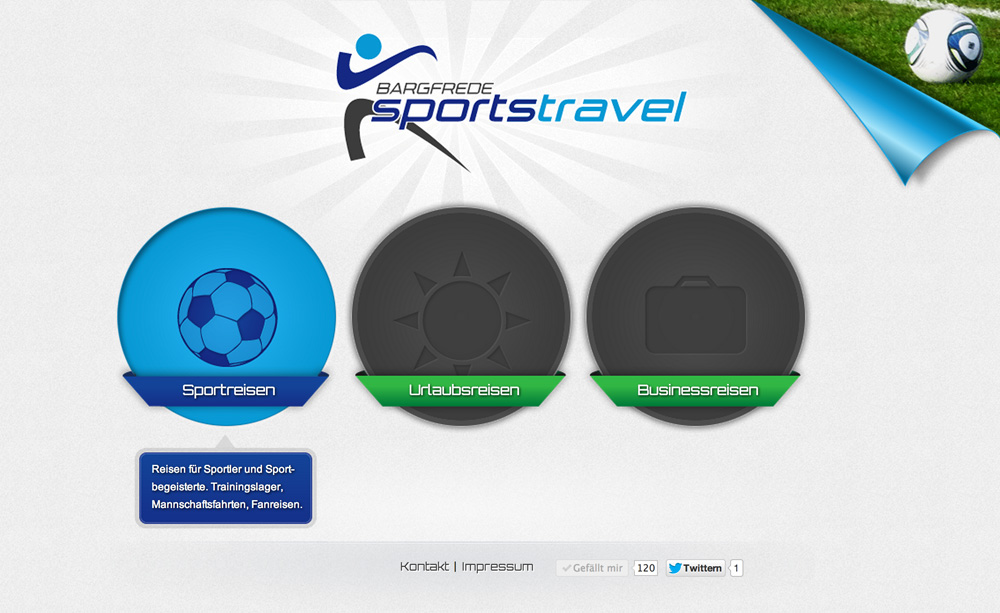 BARGFREDE
sportstravel
Sportreisen
Urlaubsreisen
Businessreisen
Reisen für Sportler und Sport-
begeisterte. Trainingslager,
Mannschaftsfahrten, Fanreisen.
Kontakt | Impressum
Gefällt mir 120 Twittern 1